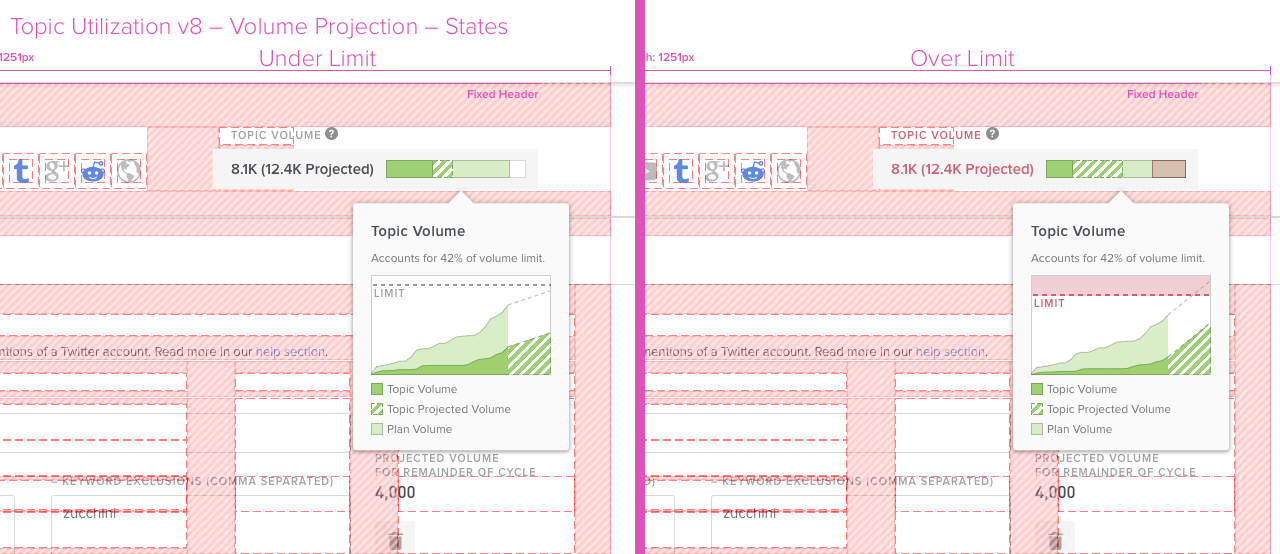 Topic Utilization v8 – Volume Projection – States
Under Limit
1251px
Fixed Header
TOPIC VOLUME ?
t g+
8.1K (12.4K Projected)
Topic Volume
Accounts for 42% of volume limit.
LIMIT
Topic Volume
Topic Projected Volume
Plan Volume
ntions of a Twitter account. Read more in our help section.
PROJECTED VOLUME
FOR REMAINDER OF CYCLE
4,000
KEYWORD EXCLUSIONS (COMMA SEPARATED)
zucchini
Over Limit
h: 1251px
Fixed Header
TOPIC VOLUME ?
t g+
8.1K (12.4K Projected)
Topic Volume
Accounts for 42% of volume limit.
LIMIT
Topic Volume
Topic Projected Volume
Plan Volume
nentions of a Twitter account. Read more in our help section.
PROJECTED VOLUME
FOR REMAINDER OF CYCLE
4,000
D) KEYWORD EXCLUSIONS (COMMA SEPARATED)
zucchini